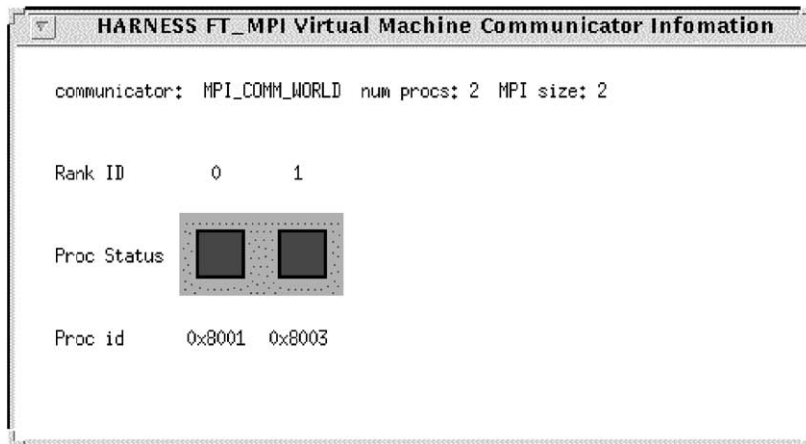 HARNESS FT_MPI Virtual Machine Communicator Infomation
communicator: MPI_COMM_WORLD num procs: 2 MPI size: 2
Rank ID 0 1
Proc Status
Proc id 0x8001 0x8003